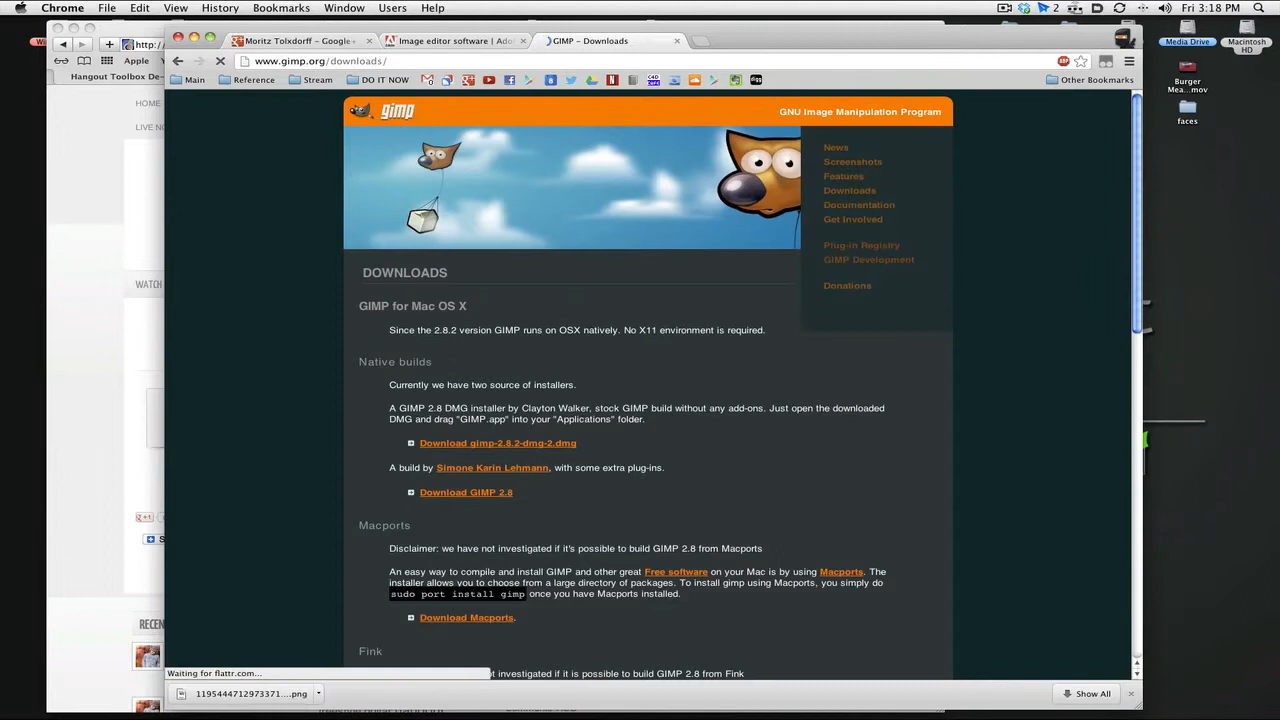 Chrome File Edit View History Bookmarks Window Users Help
2
Fri 3:18 PM
http:/
Apple
Hangout Toolbox De-
Moritz Tolxdorff - Google+
Image editor software | Ado
GIMP - Downloads
www.gimp.org/downloads/
Main Reference Stream DO IT NOW
Other Bookmarks
Media Drive
Macintosh HD
Burger Mea...mov
faces
HOME
LIVE NO
WATCH
RECEN
gimp
GNU Image Manipulation Program
News
Screenshots
Features
Downloads
Documentation
Get Involved
Plug-in Registry
GIMP Development
Donations
DOWNLOADS
GIMP for Mac OS X
Since the 2.8.2 version GIMP runs on OSX natively. No X11 environment is required.
Native builds
Currently we have two source of installers.
A GIMP 2.8 DMG installer by Clayton Walker, stock GIMP build without any add-ons. Just open the downloaded
DMG and drag "GIMP.app" into your "Applications" folder.
Download gimp-2.8.2-dmg-2.dmg
A build by Simone Karin Lehmann, with some extra plug-ins.
Download GIMP 2.8
Macports
Disclaimer: we have not investigated if it's possible to build GIMP 2.8 from Macports
An easy way to compile and install GIMP and other great Free software on your Mac is by using Macports. The
installer allows you to choose from a large directory of packages. To install gimp using Macports, you simply do
sudo port install gimp once you have Macports installed.
Download Macports.
Fink
Waiting for flattr.com...
t investigated if it is possible to build GIMP 2.8 from Fink
1195444712973371....png
Show All